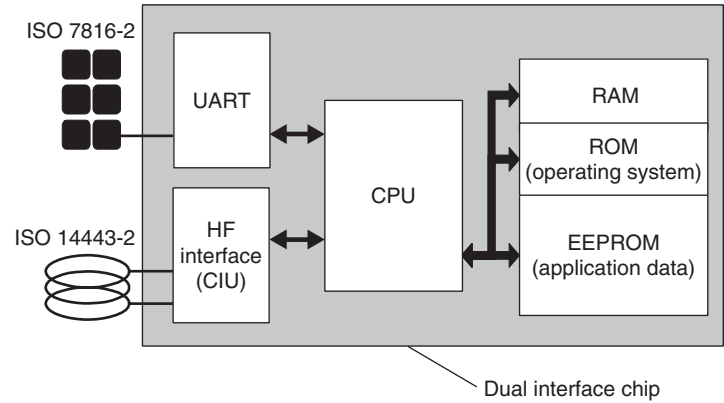 ISO 7816-2
UART
RAM
ROM
(operating system)
CPU
HF
interface
(CIU)
ISO 14443-2
EEPROM
(application data)
Dual interface chip